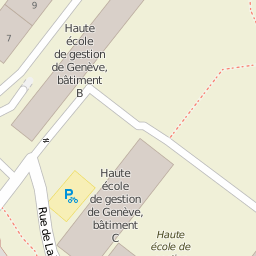 9
7
Haute
école
de gestion
de Genève,
bâtiment
B
Haute
école
de gestion
de Genève,
bâtiment
C
Rue de La
Haute
école de